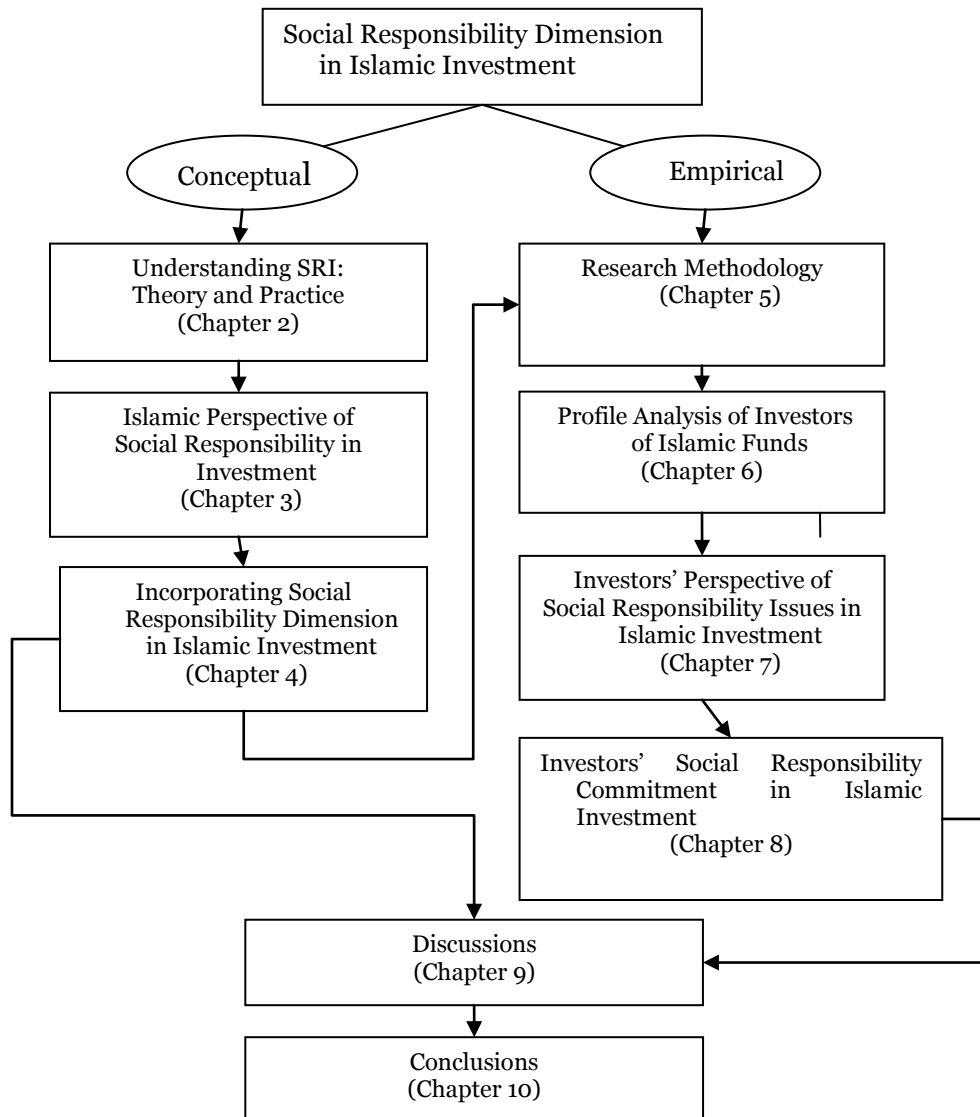 Social Responsibility Dimension
in Islamic Investment
Conceptual
Empirical
Understanding SRI:
Theory and Practice
(Chapter 2)
Islamic Perspective of
Social Responsibility in
Investment
(Chapter 3)
Incorporating Social
Responsibility Dimension
in Islamic Investment
(Chapter 4)
Research Methodology
(Chapter 5)
Profile Analysis of Investors
of Islamic Funds
(Chapter 6)
Investors’ Perspective of
Social Responsibility Issues in
Islamic Investment
(Chapter 7)
Investors’ Social Responsibility
Commitment in Islamic
Investment
(Chapter 8)
Discussions
(Chapter 9)
Conclusions
(Chapter 10)